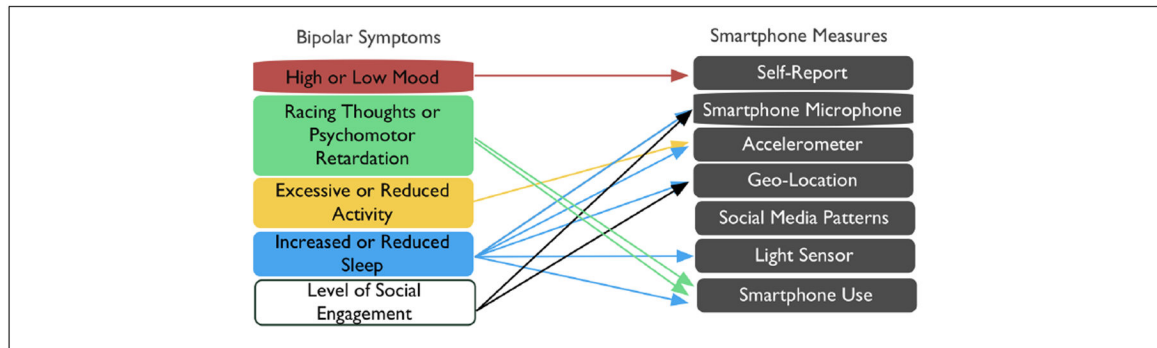 Bipolar Symptoms
High or Low Mood
Racing Thoughts or
Psychomotor
Retardation
Excessive or Reduced
Activity
Increased or Reduced
Sleep
Level of Social
Engagement
Smartphone Measures
Self-Report
Smartphone Microphone
Accelerometer
Geo-Location
Social Media Patterns
Light Sensor
Smartphone Use